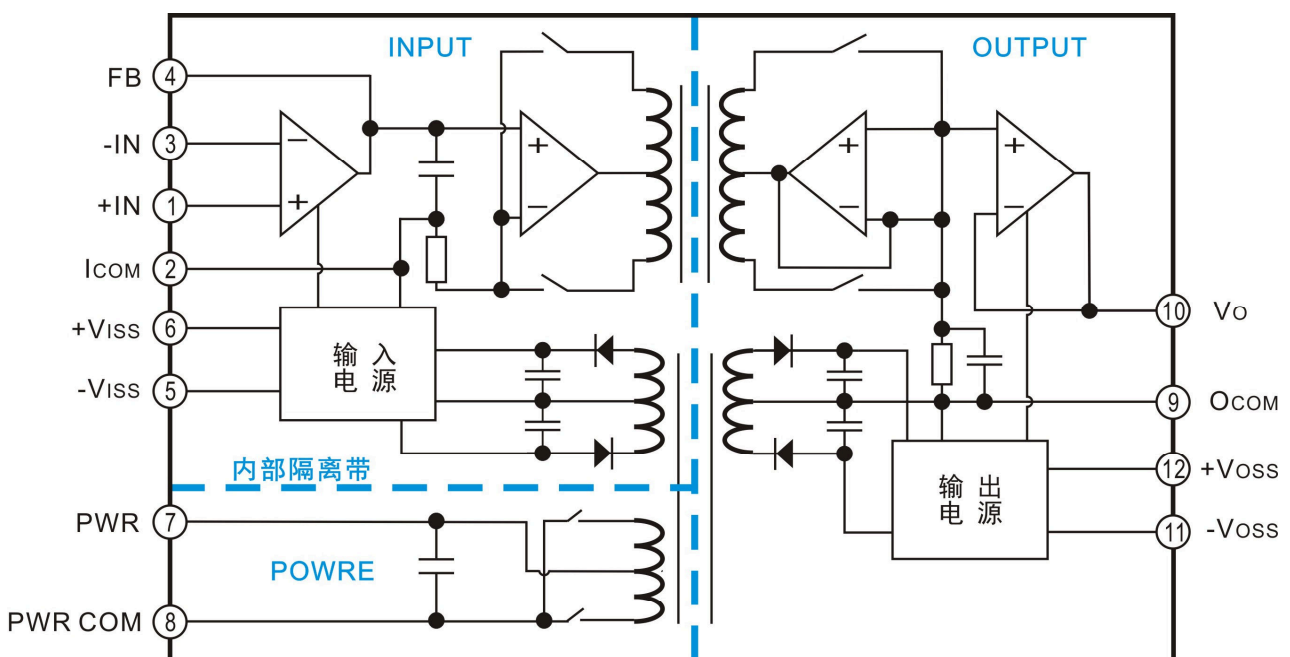 INPUT
OUTPUT
FB 4
-IN 3
+IN 1
ICOM 2
+VISS 6
-VISS 5
输入
电源
内部隔离带
PWR 7
POWRE
PWR COM 8
10 VO
9 OCOM
12 +VOSS
11 -VOSS
输出
电源
− +
+ −
+ −
+ −